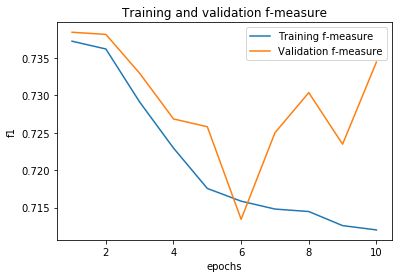 Training and validation f-measure
Training f-measure
Validation f-measure
0.735
0.730
0.725
0.720
0.715
f1
2
4
6
8
10
epochs